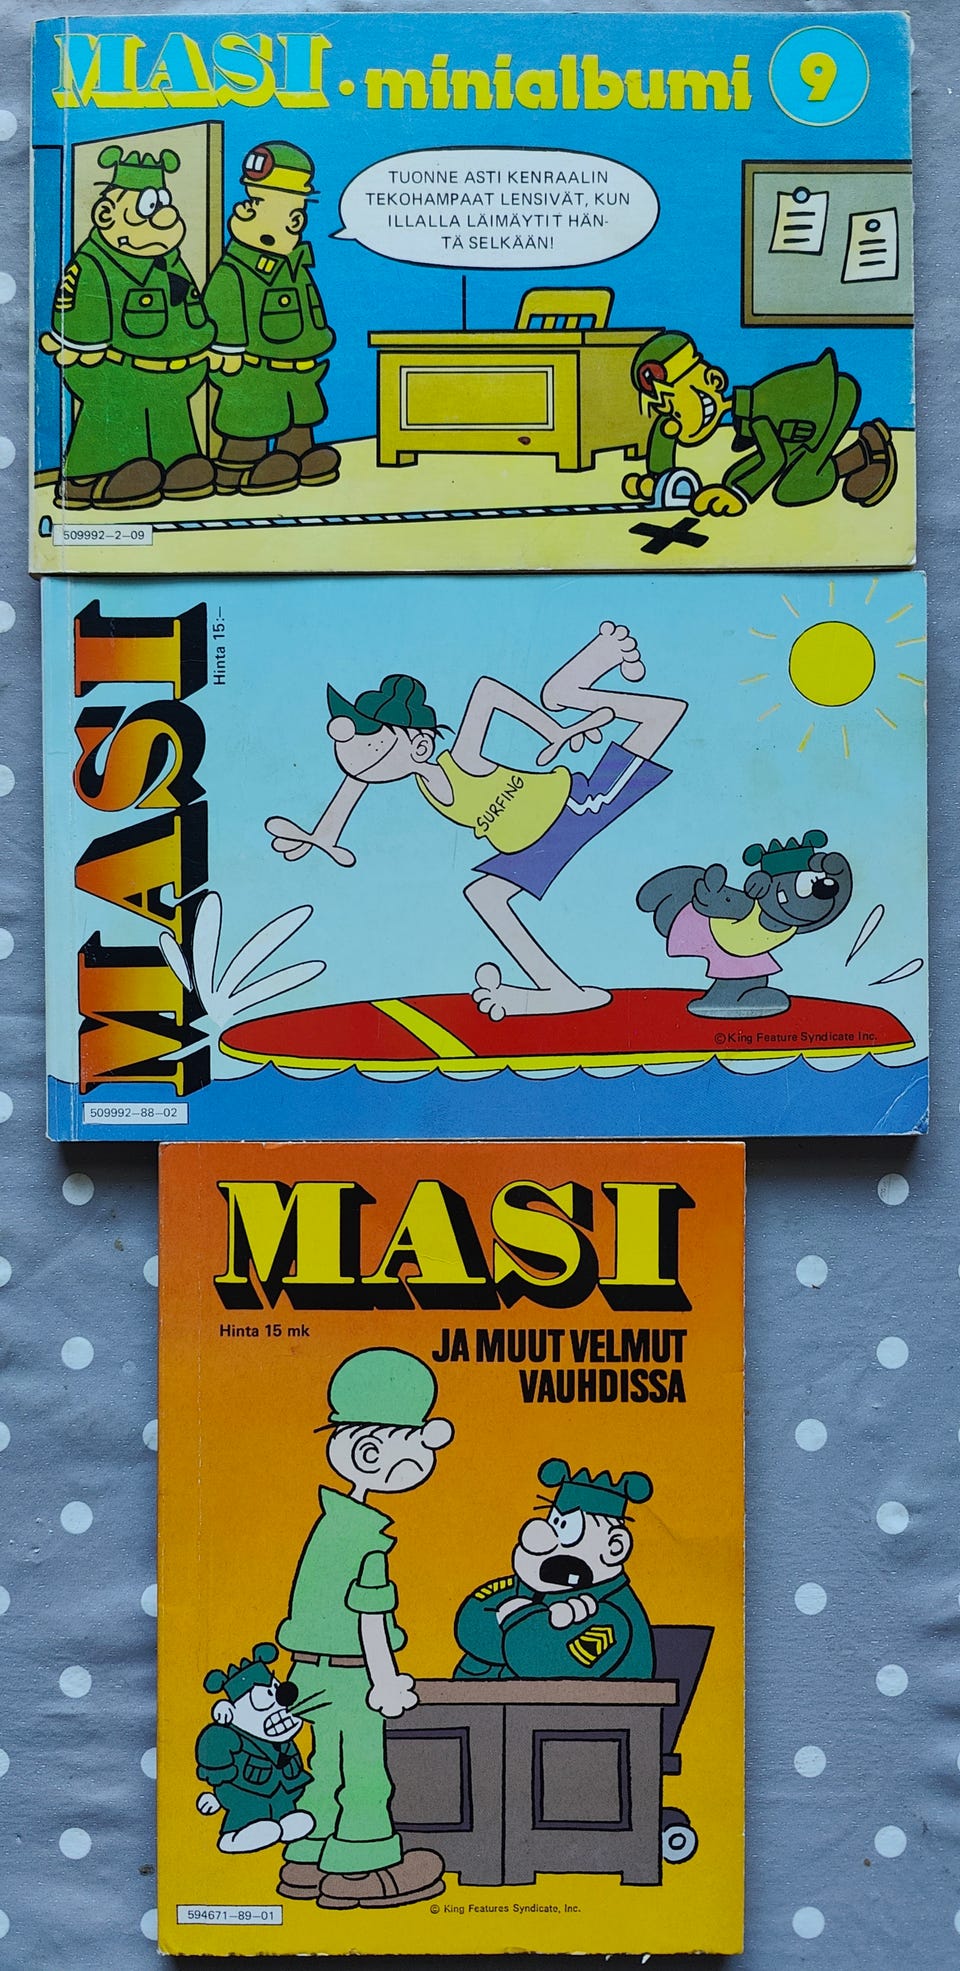 MASI • minialbumi 9
TUONNE ASTI KENRAALIN
TEKOHAMPAAT LENSIVÄT, KUN
ILLALLA LÄIMÄYTIT HÄN-
TÄ SELKÄÄN!
509992-2-09
MASI
Hinta 15:-
SURFING
© King Feature Syndicate Inc.
509992-88-02
MASI
Hinta 15 mk
JA MUUT VELMUT
VAUHDISSA
© King Features Syndicate, Inc.
594671-89-01